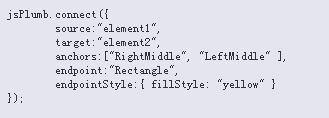 jsPlumb.connect({
source:"element1",
target:"element2",
anchors:["RightMiddle", "LeftMiddle" ],
endpoint:"Rectangle",
endpointStyle:{ fillStyle: "yellow" }
});